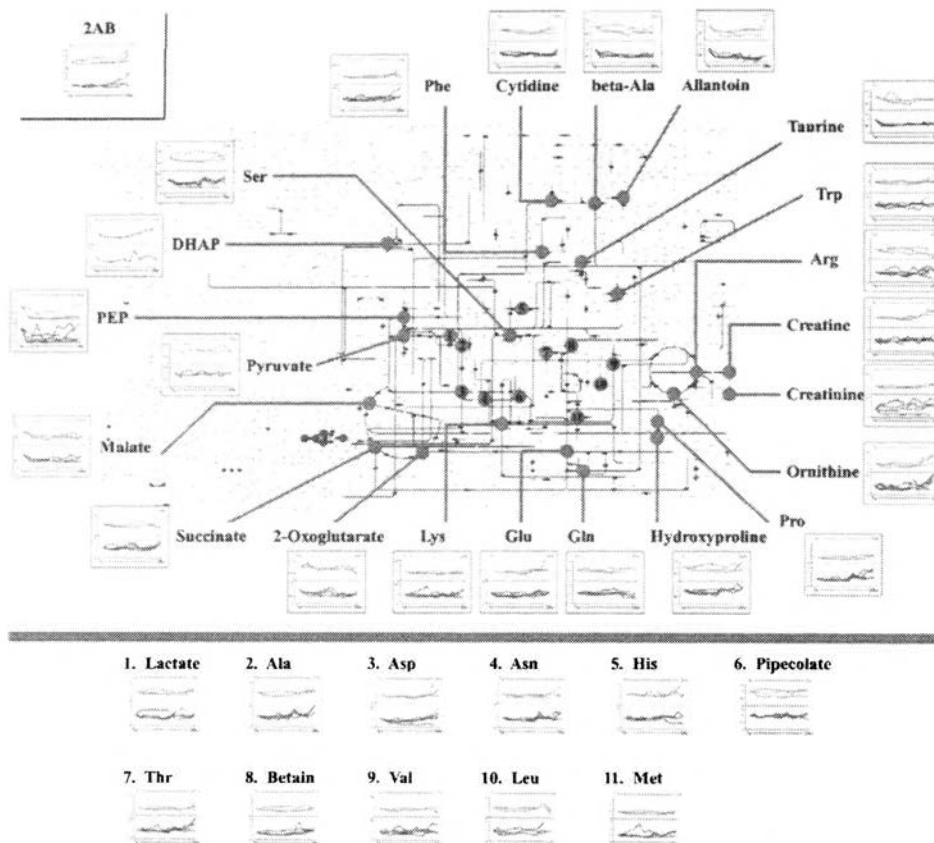 2AB
Phe
Cytidine
beta-Ala
Allantoin
Taurine
Ser
Trp
DHAP
Arg
PEP
Creatine
Pyruvate
Creatinine
Malate
Ornithine
Pro
Succinate
2-Oxoglutarate
Lys
Glu
Gln
Hydroxyproline
1. Lactate
2. Ala
3. Asp
4. Asn
5. His
6. Pipecolate
7. Thr
8. Betain
9. Val
10. Leu
11. Met